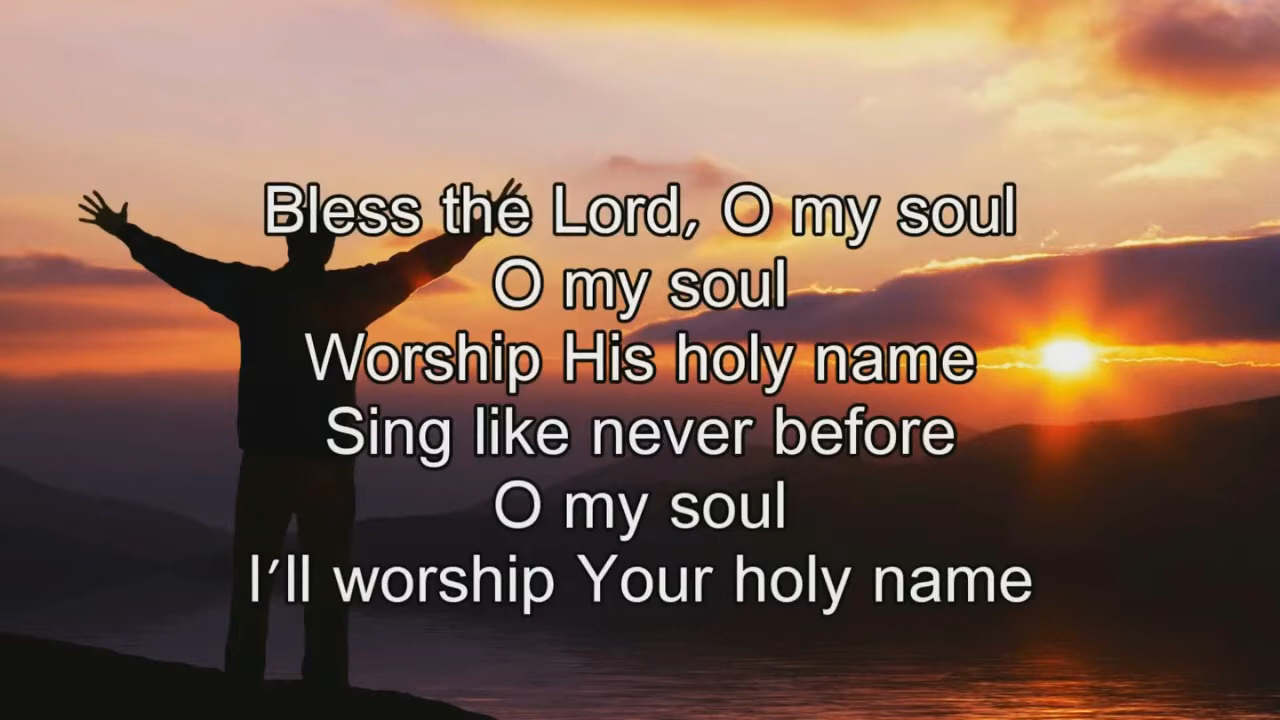 Bless the Lord, O my soul
O my soul
Worship His holy name
Sing like never before
O my soul
I'll worship Your holy name